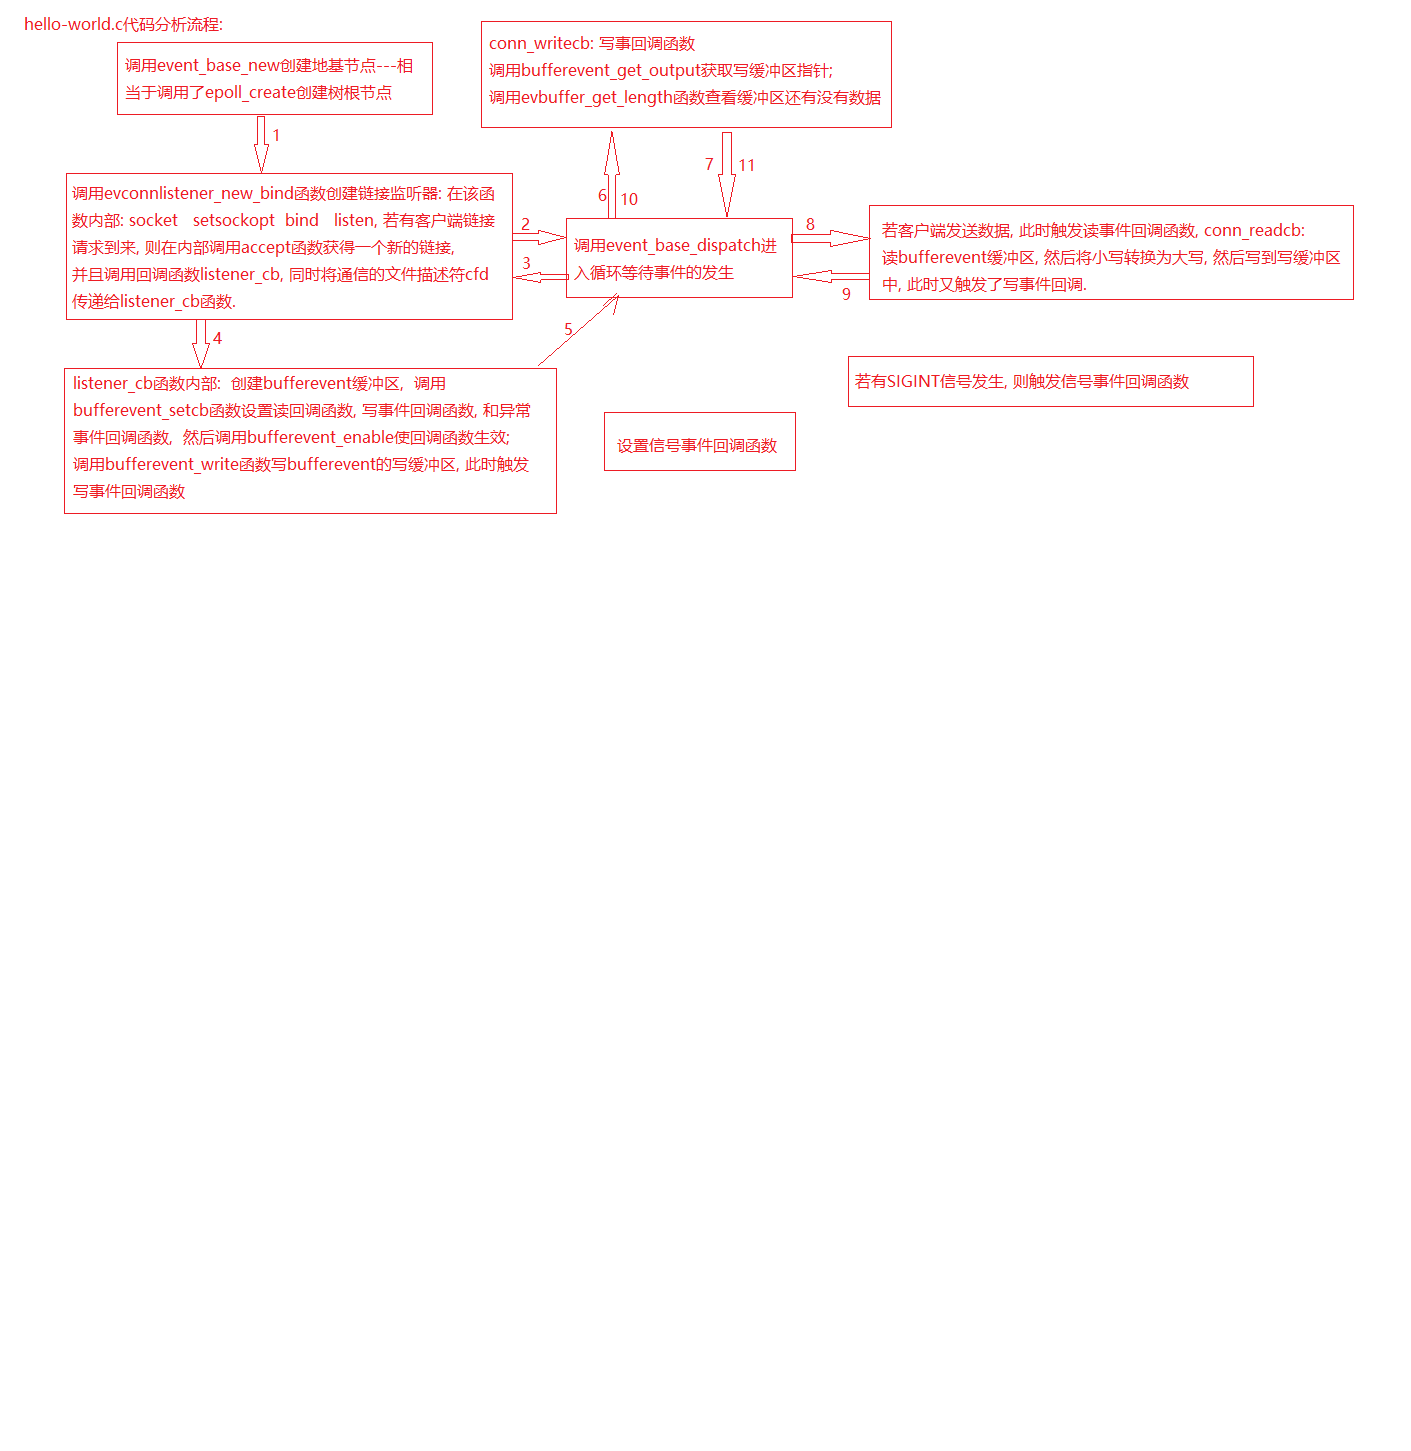 hello-world.c代码分析流程:
调用event_base_new创建地基节点---相
当于调用了epoll_create创建树根节点
1
调用evconnlistener_new_bind函数创建链接监听器: 在该函
数内部: socket setsockopt bind listen, 若有客户端链接
请求到来, 则在内部调用accept函数获得一个新的链接,
并且调用回调函数listener_cb, 同时将通信的文件描述符cfd
传递给listener_cb函数.
2
3
4
listener_cb函数内部: 创建bufferevent缓冲区, 调用
bufferevent_setcb函数设置读回调函数, 写事件回调函数, 和异常
事件回调函数, 然后调用bufferevent_enable使回调函数生效;
调用bufferevent_write函数写bufferevent的写缓冲区, 此时触发
写事件回调函数
5
调用event_base_dispatch进
入循环等待事件的发生
6
10
conn_writecb: 写事回调函数
调用bufferevent_get_output获取写缓冲区指针;
调用evbuffer_get_length函数查看缓冲区还有没有数据
7
11
8
若客户端发送数据, 此时触发读事件回调函数, conn_readcb:
读bufferevent缓冲区, 然后将小写转换为大写, 然后写到写缓冲区
中, 此时又触发了写事件回调.
9
若有SIGINT信号发生, 则触发信号事件回调函数
设置信号事件回调函数